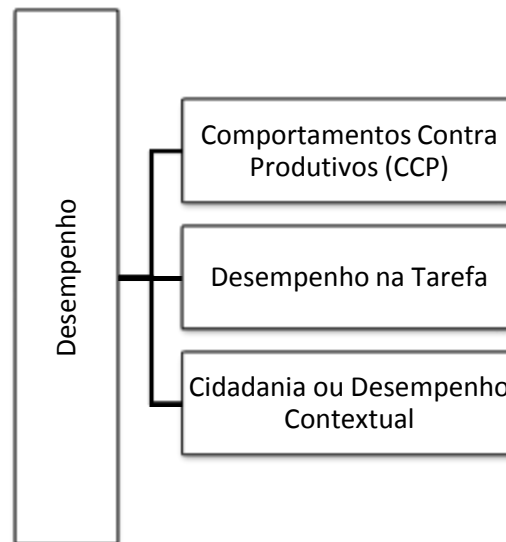 Desempenho
Comportamentos Contra
Produtivos (CCP)
Desempenho na Tarefa
Cidadania ou Desempenho
Contextual